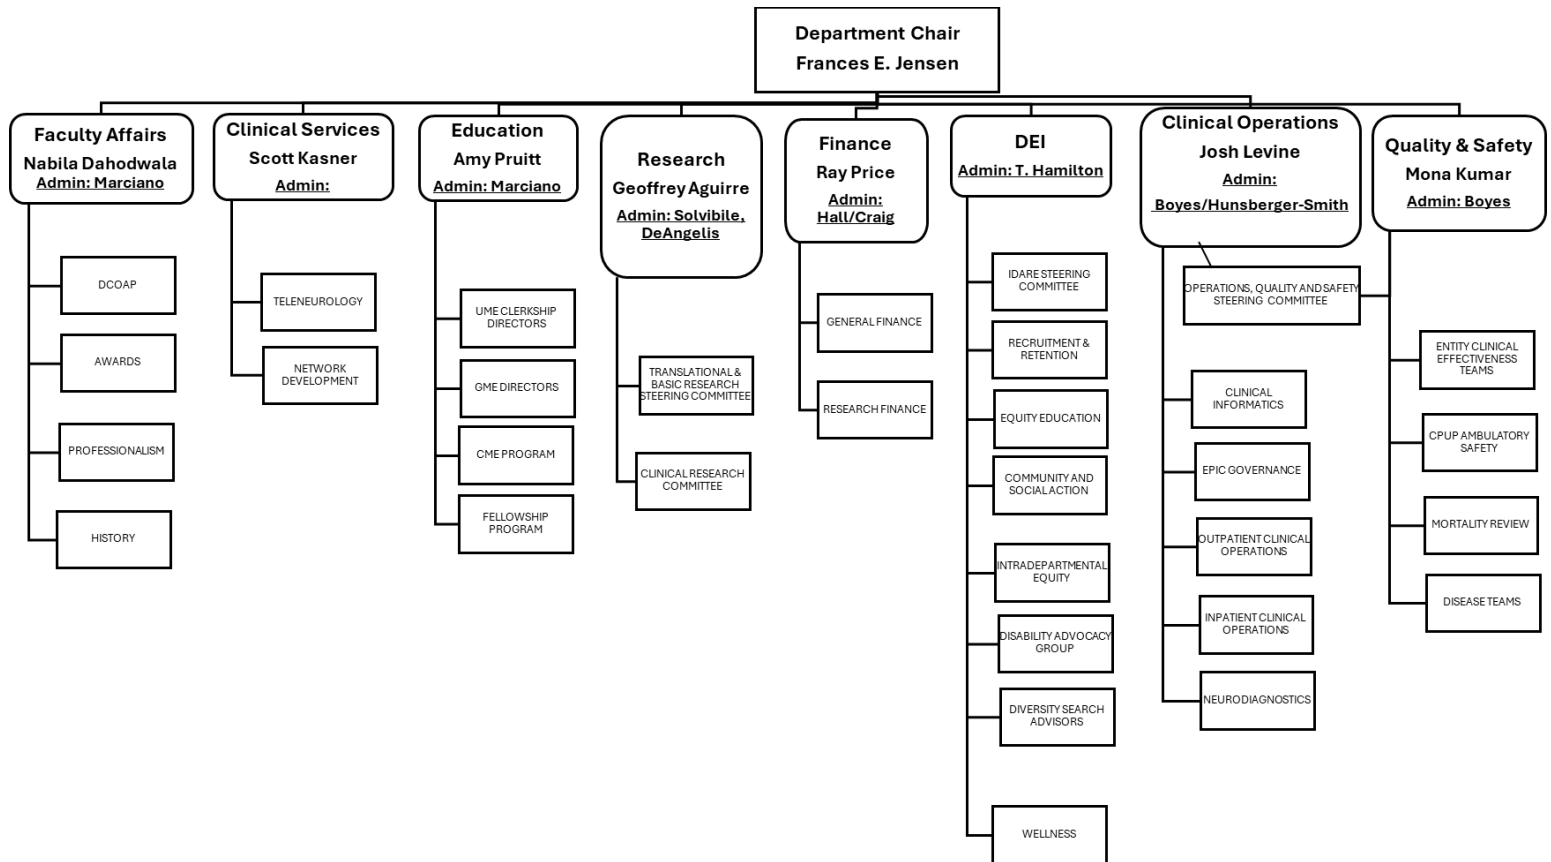 Department Chair
Frances E. Jensen
Faculty Affairs
Nabila Dahodwala
Admin: Marciano
DCOAP
AWARDS
PROFESSIONALISM
HISTORY
Clinical Services
Scott Kasner
Admin:
TELENEUROLOGY
NETWORK
DEVELOPMENT
Education
Amy Pruitt
Admin: Marciano
UME CLERKSHIP
DIRECTORS
GME DIRECTORS
CME PROGRAM
FELLOWSHIP
PROGRAM
Research
Geoffrey Aguirre
Admin: Solvibile,
DeAngelis
TRANSLATIONAL &
BASIC RESEARCH
STEERING COMMITTEE
CLINICAL RESEARCH
COMMITTEE
Finance
Ray Price
Admin:
Hall/Craig
GENERAL FINANCE
RESEARCH FINANCE
DEI
Admin: T. Hamilton
IDARE STEERING
COMMITTEE
RECRUITMENT &
RETENTION
EQUITY EDUCATION
COMMUNITY AND
SOCIAL ACTION
INTRADEPARTMENTAL
EQUITY
DISABILITY ADVOCACY
GROUP
DIVERSITY SEARCH
ADVISORS
WELLNESS
Clinical Operations
Josh Levine
Admin:
Boyes/Hunsberger-Smith
OPERATIONS, QUALITY AND SAFETY
STEERING COMMITTEE
CLINICAL
INFORMATICS
EPIC GOVERNANCE
OUTPATIENT CLINICAL
OPERATIONS
INPATIENT CLINICAL
OPERATIONS
NEURODIAGNOSTICS
Quality & Safety
Mona Kumar
Admin: Boyes
ENTITY CLINICAL
EFFECTIVENESS
TEAMS
CPUP AMBULATORY
SAFETY
MORTALITY REVIEW
DISEASE TEAMS